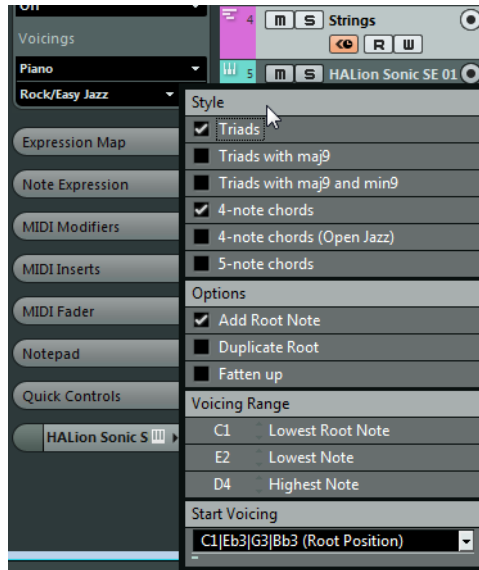 On
Voicings
Piano
Rock/Easy Jazz
Expression Map
Note Expression
MIDI Modifiers
MIDI Inserts
MIDI Fader
Notepad
Quick Controls
HALion Sonic S
4 m S Strings
R W
5 m S HALion Sonic SE 01
Style
Triads
Triads with maj9
Triads with maj9 and min9
4-note chords
4-note chords (Open Jazz)
5-note chords
Options
Add Root Note
Duplicate Root
Fatten up
Voicing Range
C1 Lowest Root Note
E2 Lowest Note
D4 Highest Note
Start Voicing
C1|Eb3|G3|Bb3 (Root Position)